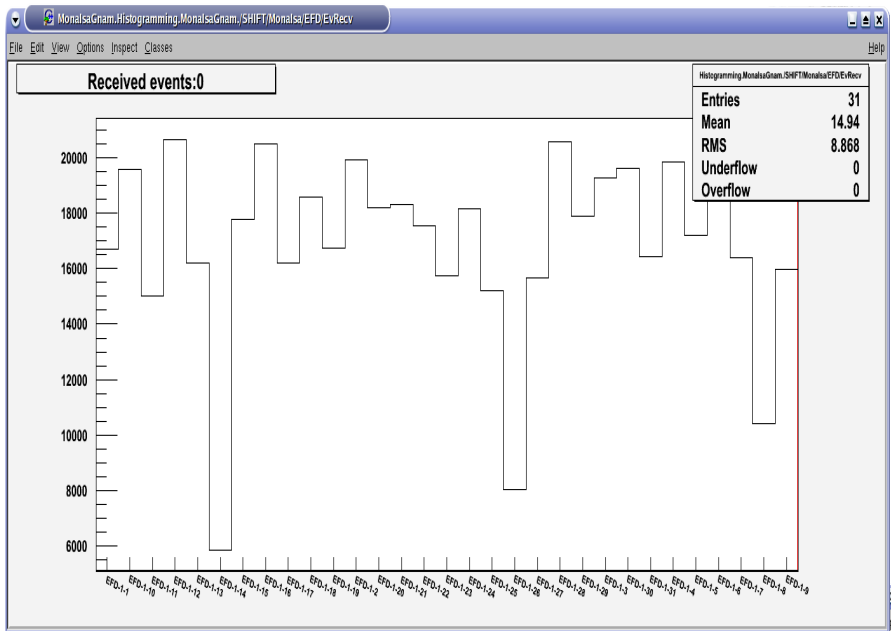 MonalsaGnam.Histogramming.MonalsaGnam./SHIFT/Monalsa/EFD/EvRecv
File Edit View Options Inspect Classes Help
Received events:0
Histogramming.MonalsaGnam./SHIFT/Monalsa/EFD/EvRecv
Entries 31
Mean 14.94
RMS 8.868
Underflow 0
Overflow 0
20000
18000
16000
14000
12000
10000
8000
6000
EFD-1-1 EFD-1-10 EFD-1-11 EFD-1-12 EFD-1-13 EFD-1-14 EFD-1-15 EFD-1-16 EFD-1-17 EFD-1-18 EFD-1-19 EFD-1-2 EFD-1-20 EFD-1-21 EFD-1-22 EFD-1-23 EFD-1-24 EFD-1-25 EFD-1-26 EFD-1-27 EFD-1-28 EFD-1-29 EFD-1-3 EFD-1-30 EFD-1-31 EFD-1-4 EFD-1-5 EFD-1-6 EFD-1-7 EFD-1-8 EFD-1-9